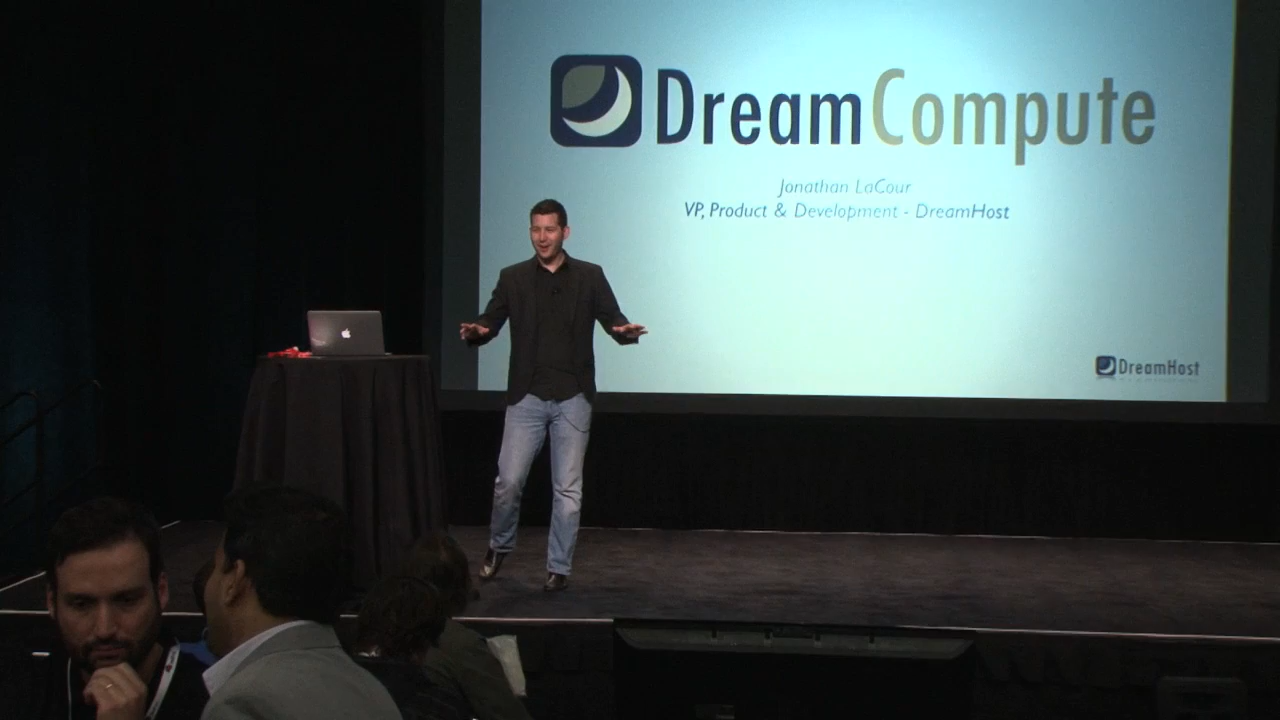 DreamCompute
Jonathan LaCour
VP, Product & Development - DreamHost
DreamHost